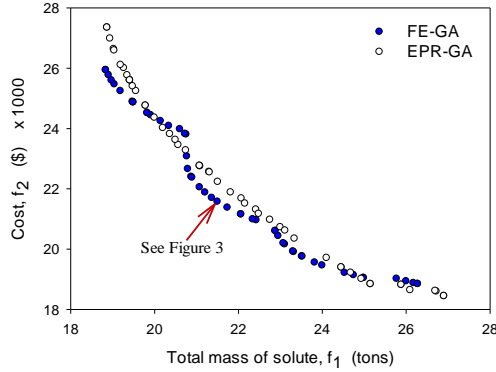 FE-GA
EPR-GA
28
26
24
22
20
18
Cost, f2 ($) x 1000
See Figure 3
18 20 22 24 26 28
Total mass of solute, f1 (tons)